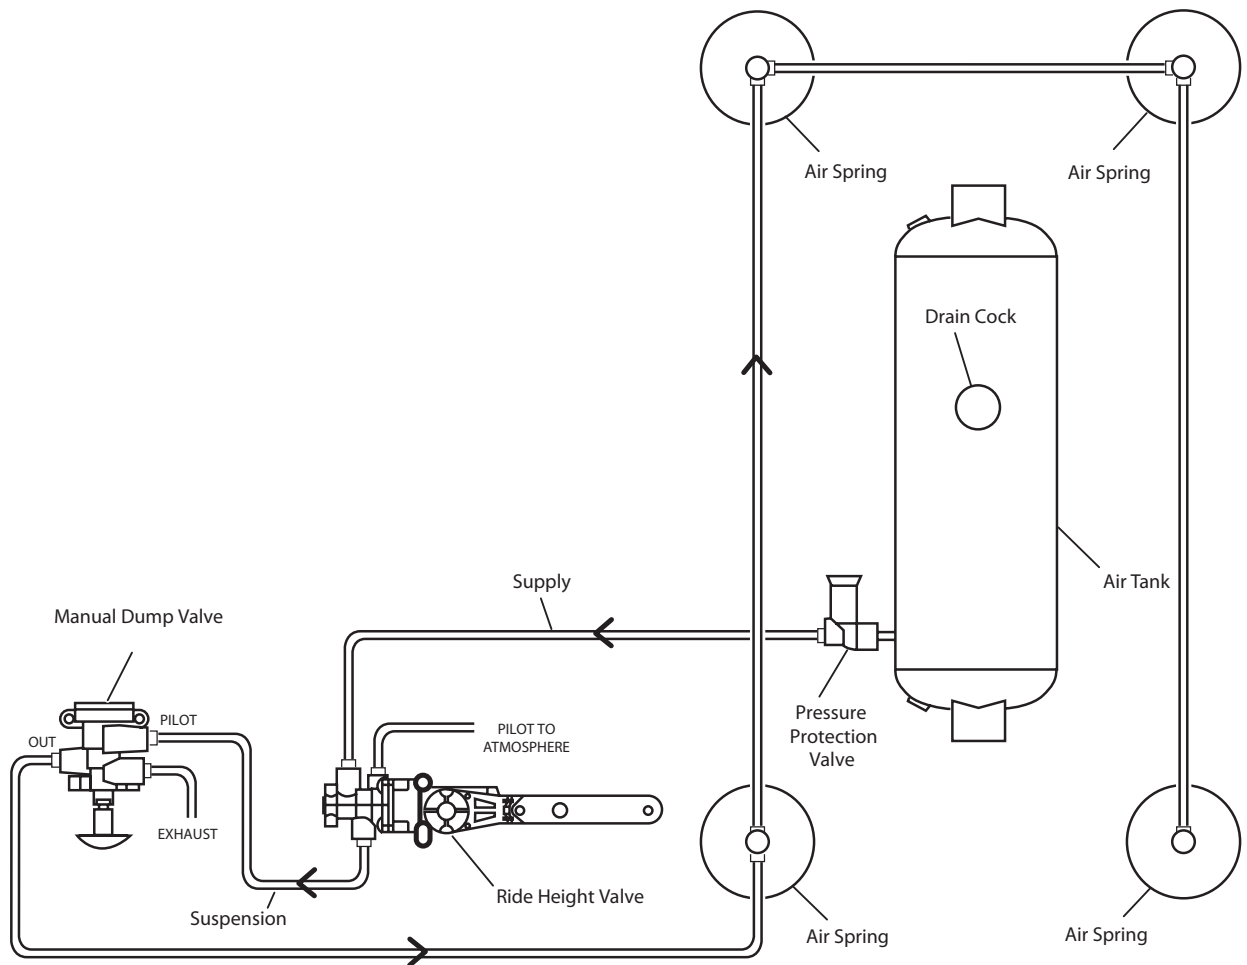 Air Spring
Air Spring
Drain Cock
Supply
Air Tank
Manual Dump Valve
PILOT
OUT
PILOT TO
ATMOSPHERE
Pressure
Protection
Valve
EXHAUST
Ride Height Valve
Suspension
Air Spring
Air Spring